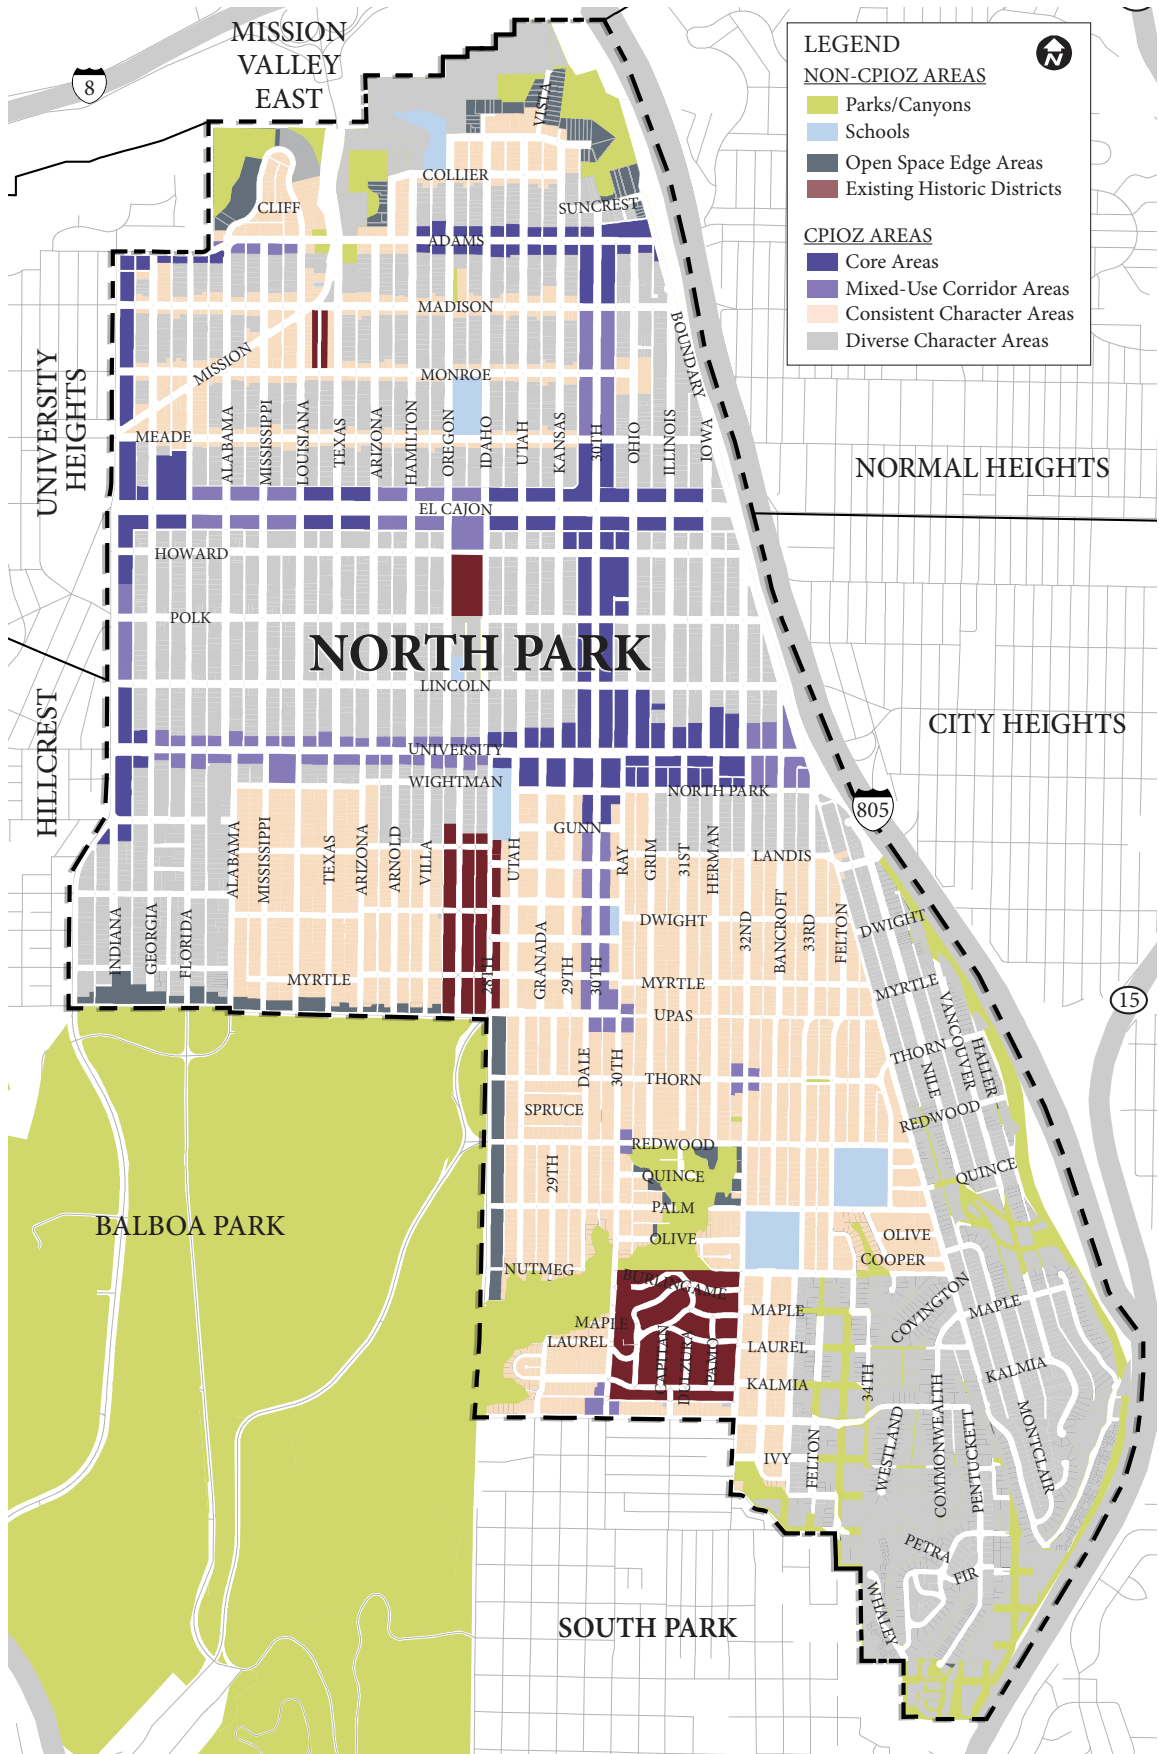 MISSION
VALLEY
EAST
8
LEGEND
N
NON-CPIOZ AREAS
Parks/Canyons
Schools
Open Space Edge Areas
Existing Historic Districts
CPIOZ AREAS
Core Areas
Mixed-Use Corridor Areas
Consistent Character Areas
Diverse Character Areas
VISTA
COLLIER
CLIFF
SUNCREST
ADAMS
MADISON
BOUNDARY
MISSION
MONROE
UNIVERSITY
HEIGHTS
MEADE
ALABAMA
MISSISSIPPI
LOUISIANA
TEXAS
ARIZONA
HAMILTON
OREGON
IDAHO
UTAH
KANSAS
30TH
OHIO
ILLINOIS
IOWA
NORMAL HEIGHTS
EL CAJON
HOWARD
POLK
NORTH PARK
LINCOLN
HILLCREST
CITY HEIGHTS
UNIVERSITY
WIGHTMAN
NORTH PARK
805
GUNN
ALABAMA
MISSISSIPPI
TEXAS
ARIZONA
ARNOLD
VILLA
UTAH
RAY
GRIM
31ST
HERMAN
LANDIS
INDIANA
GEORGIA
FLORIDA
DWIGHT
32ND
BANCROFT
33RD
FELTON
DWIGHT
MYRTLE
28TH
GRANADA
29TH
30TH
MYRTLE
MYRTLE
VANCOUVER
HALLER
15
UPAS
THORN
NILE
DALE
30TH
THORN
SPRUCE
REDWOOD
REDWOOD
29TH
QUINCE
QUINCE
PALM
BALBOA PARK
OLIVE
OLIVE
COOPER
NUTMEG
BURLINGAME
COVINGTON
MAPLE
MAPLE
MAPLE
LAUREL
LAUREL
CAPITAN
DULZURA
PAMO
KALMIA
KALMIA
34TH
WESTLAND
COMMONWEALTH
PENTUCKETT
MONTCLAIR
FELTON
IVY
PETRA
FIR
WHALEY
SOUTH PARK